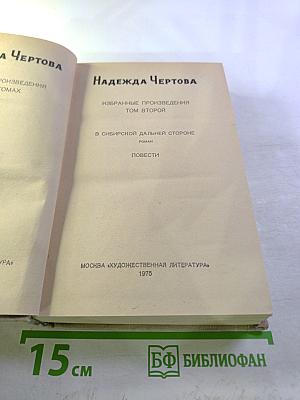 А ЧЕРТОВА
РОИЗВЕДЕНИЯ
ТОМАХ
УРА»
НАДЕЖДА ЧЕРТОВА
ИЗБРАННЫЕ ПРОИЗВЕДЕНИЯ
ТОМ ВТОРОЙ
В СИБИРСКОЙ ДАЛЬНЕЙ СТОРОНЕ
РОМАН
ПОВЕСТИ
МОСКВА «ХУДОЖЕСТВЕННАЯ ЛИТЕРАТУРА»
1975
15 см
БФ БИБЛИОФАН